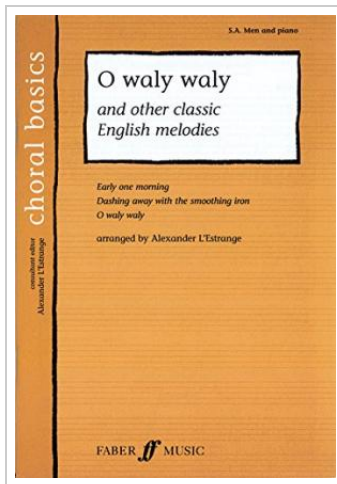 S.A. Men and piano
O waly waly
and other classic
English melodies
Early one morning
Dashing away with the smoothing iron
O waly waly
arranged by Alexander L'Estrange
choral basics
consultant editor
Alexander L'Estrange
FABER ff MUSIC